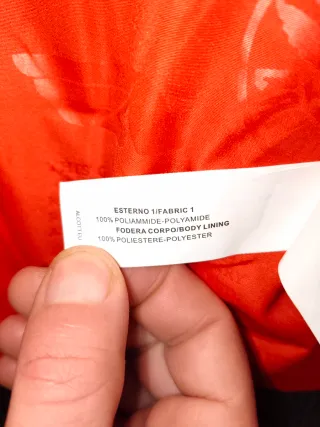 ESTERNO 1/FABRIC 1
100% POLIAMMIDE-POLYAMIDE
FODERA CORPO/BODY LINING
100% POLIESTERE-POLYESTER